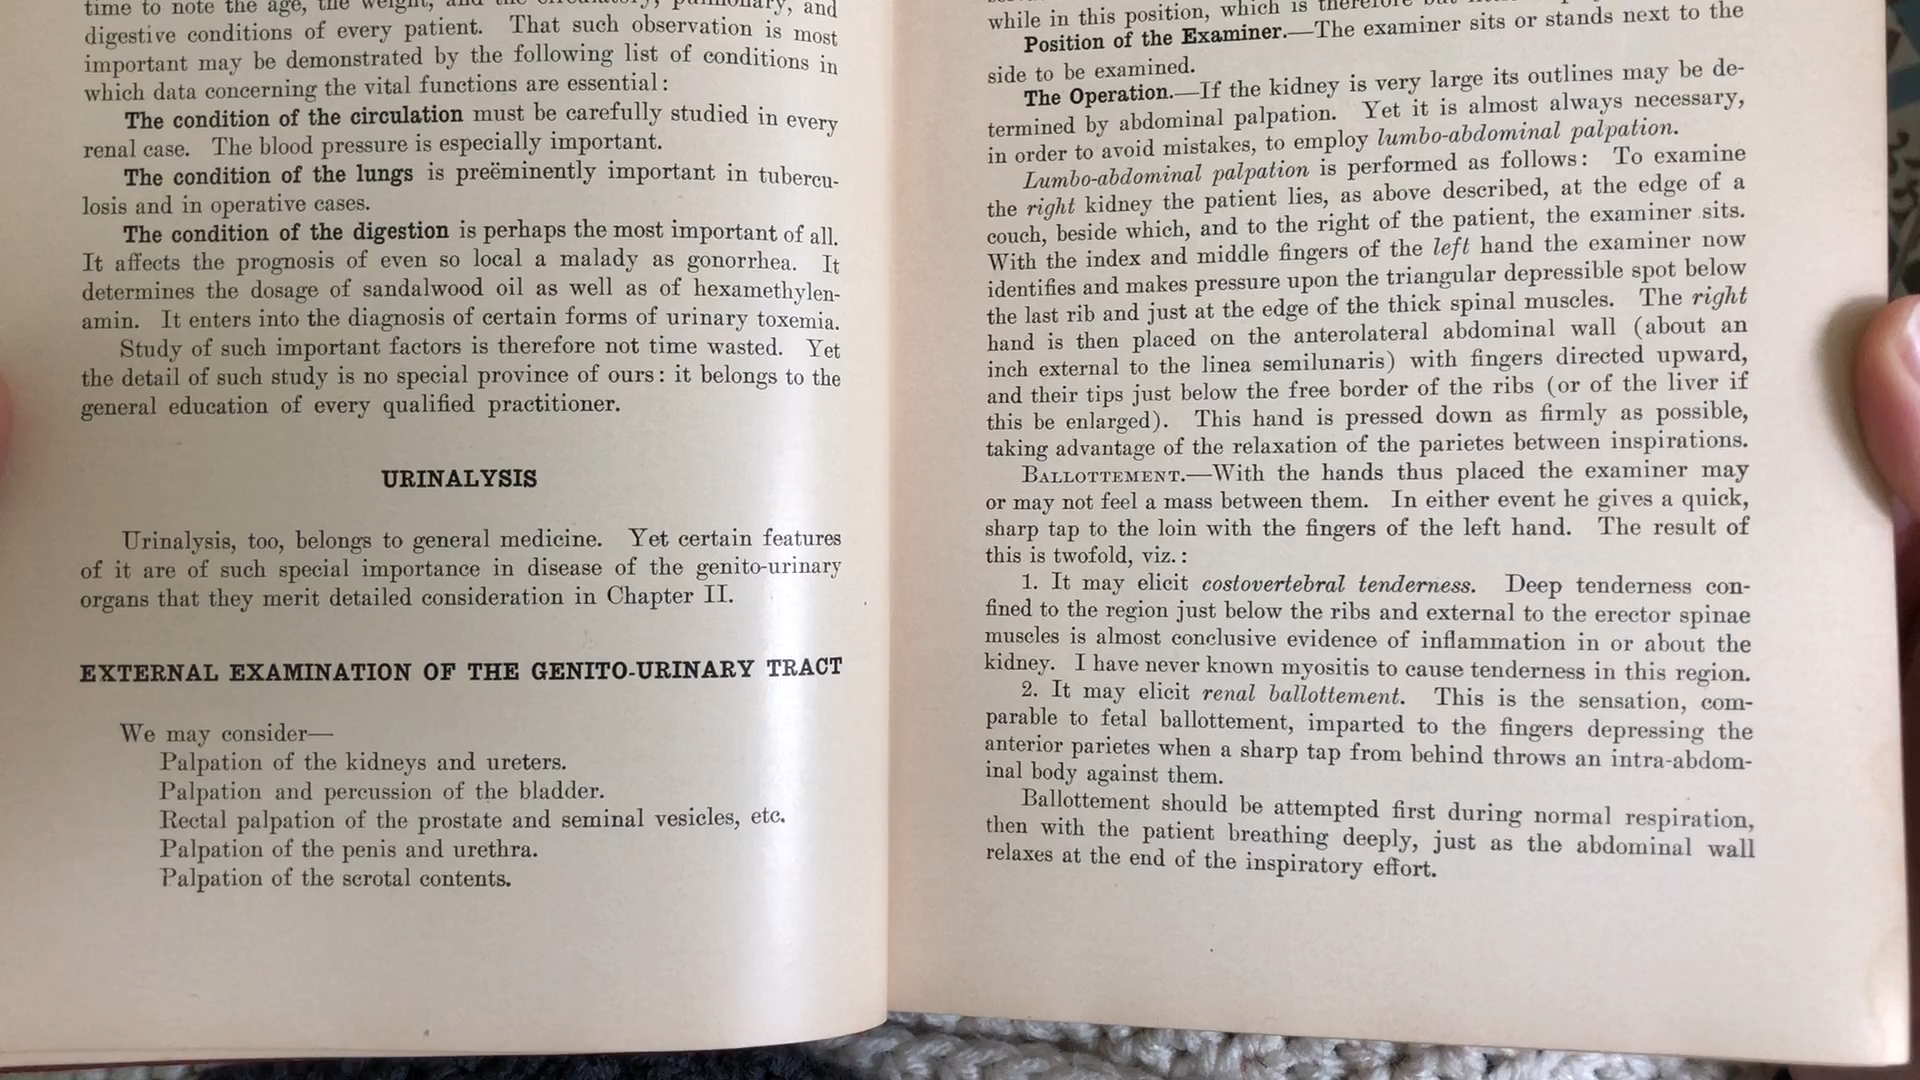 time to note the age, the weight, and the circulatory, pulmonary, and
digestive conditions of every patient. That such observation is most
important may be demonstrated by the following list of conditions in
which data concerning the vital functions are essential:
The condition of the circulation must be carefully studied in every
renal case. The blood pressure is especially important.
The condition of the lungs is preëminently important in tubercu-
losis and in operative cases.
The condition of the digestion is perhaps the most important of all.
It affects the prognosis of even so local a malady as gonorrhea. It
determines the dosage of sandalwood oil as well as of hexamethylen-
amin. It enters into the diagnosis of certain forms of urinary toxemia.
Study of such important factors is therefore not time wasted. Yet
the detail of such study is no special province of ours: it belongs to the
general education of every qualified practitioner.
URINALYSIS
Urinalysis, too, belongs to general medicine. Yet certain features
of it are of such special importance in disease of the genito-urinary
organs that they merit detailed consideration in Chapter II.
EXTERNAL EXAMINATION OF THE GENITO-URINARY TRACT
We may consider—
Palpation of the kidneys and ureters.
Palpation and percussion of the bladder.
Rectal palpation of the prostate and seminal vesicles, etc.
Palpation of the penis and urethra.
Palpation of the scrotal contents.
while in this position, which is therefore but
Position of the Examiner.—The examiner sits or stands next to the
side to be examined.
The Operation.—If the kidney is very large its outlines may be de-
termined by abdominal palpation. Yet it is almost always necessary,
in order to avoid mistakes, to employ lumbo-abdominal palpation.
Lumbo-abdominal palpation is performed as follows: To examine
the right kidney the patient lies, as above described, at the edge of a
couch, beside which, and to the right of the patient, the examiner sits.
With the index and middle fingers of the left hand the examiner now
identifies and makes pressure upon the triangular depressible spot below
the last rib and just at the edge of the thick spinal muscles. The right
hand is then placed on the anterolateral abdominal wall (about an
inch external to the linea semilunaris) with fingers directed upward,
and their tips just below the free border of the ribs (or of the liver if
this be enlarged). This hand is pressed down as firmly as possible,
taking advantage of the relaxation of the parietes between inspirations.
BALLOTTEMENT.—With the hands thus placed the examiner may
or may not feel a mass between them. In either event he gives a quick,
sharp tap to the loin with the fingers of the left hand. The result of
this is twofold, viz.:
1. It may elicit costovertebral tenderness. Deep tenderness con-
fined to the region just below the ribs and external to the erector spinae
muscles is almost conclusive evidence of inflammation in or about the
kidney. I have never known myositis to cause tenderness in this region.
2. It may elicit renal ballottement. This is the sensation, com-
parable to fetal ballottement, imparted to the fingers depressing the
anterior parietes when a sharp tap from behind throws an intra-abdom-
inal body against them.
Ballottement should be attempted first during normal respiration,
then with the patient breathing deeply, just as the abdominal wall
relaxes at the end of the inspiratory effort.